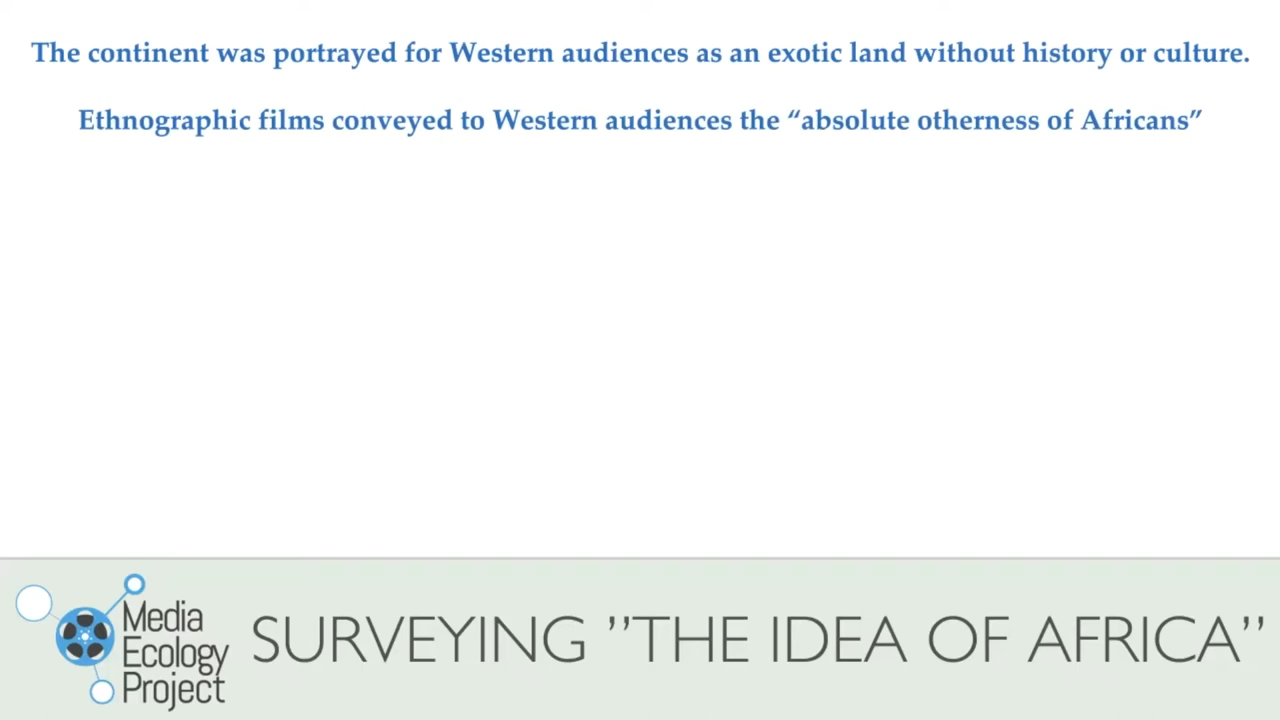 The continent was portrayed for Western audiences as an exotic land without history or culture.
Ethnographic films conveyed to Western audiences the “absolute otherness of Africans”
Media
Ecology
Project
SURVEYING ”THE IDEA OF AFRICA”